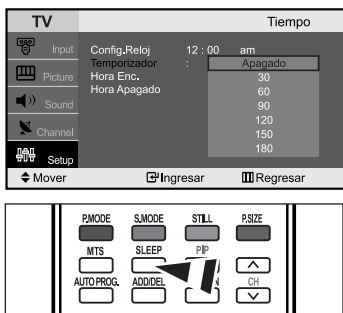 TV Tiempo
Input Config.Reloj 12 : 00 am
Temporizador : Apagado
Picture Hora Enc. 30
Hora Apagado 60
Sound 90
Channel 120
150
Setup 180
Mover Ingresar Regresar
P.MODE S.MODE STILL P.SIZE
MTS SLEEP PIP
AUTO PROG. ADD/DEL CH